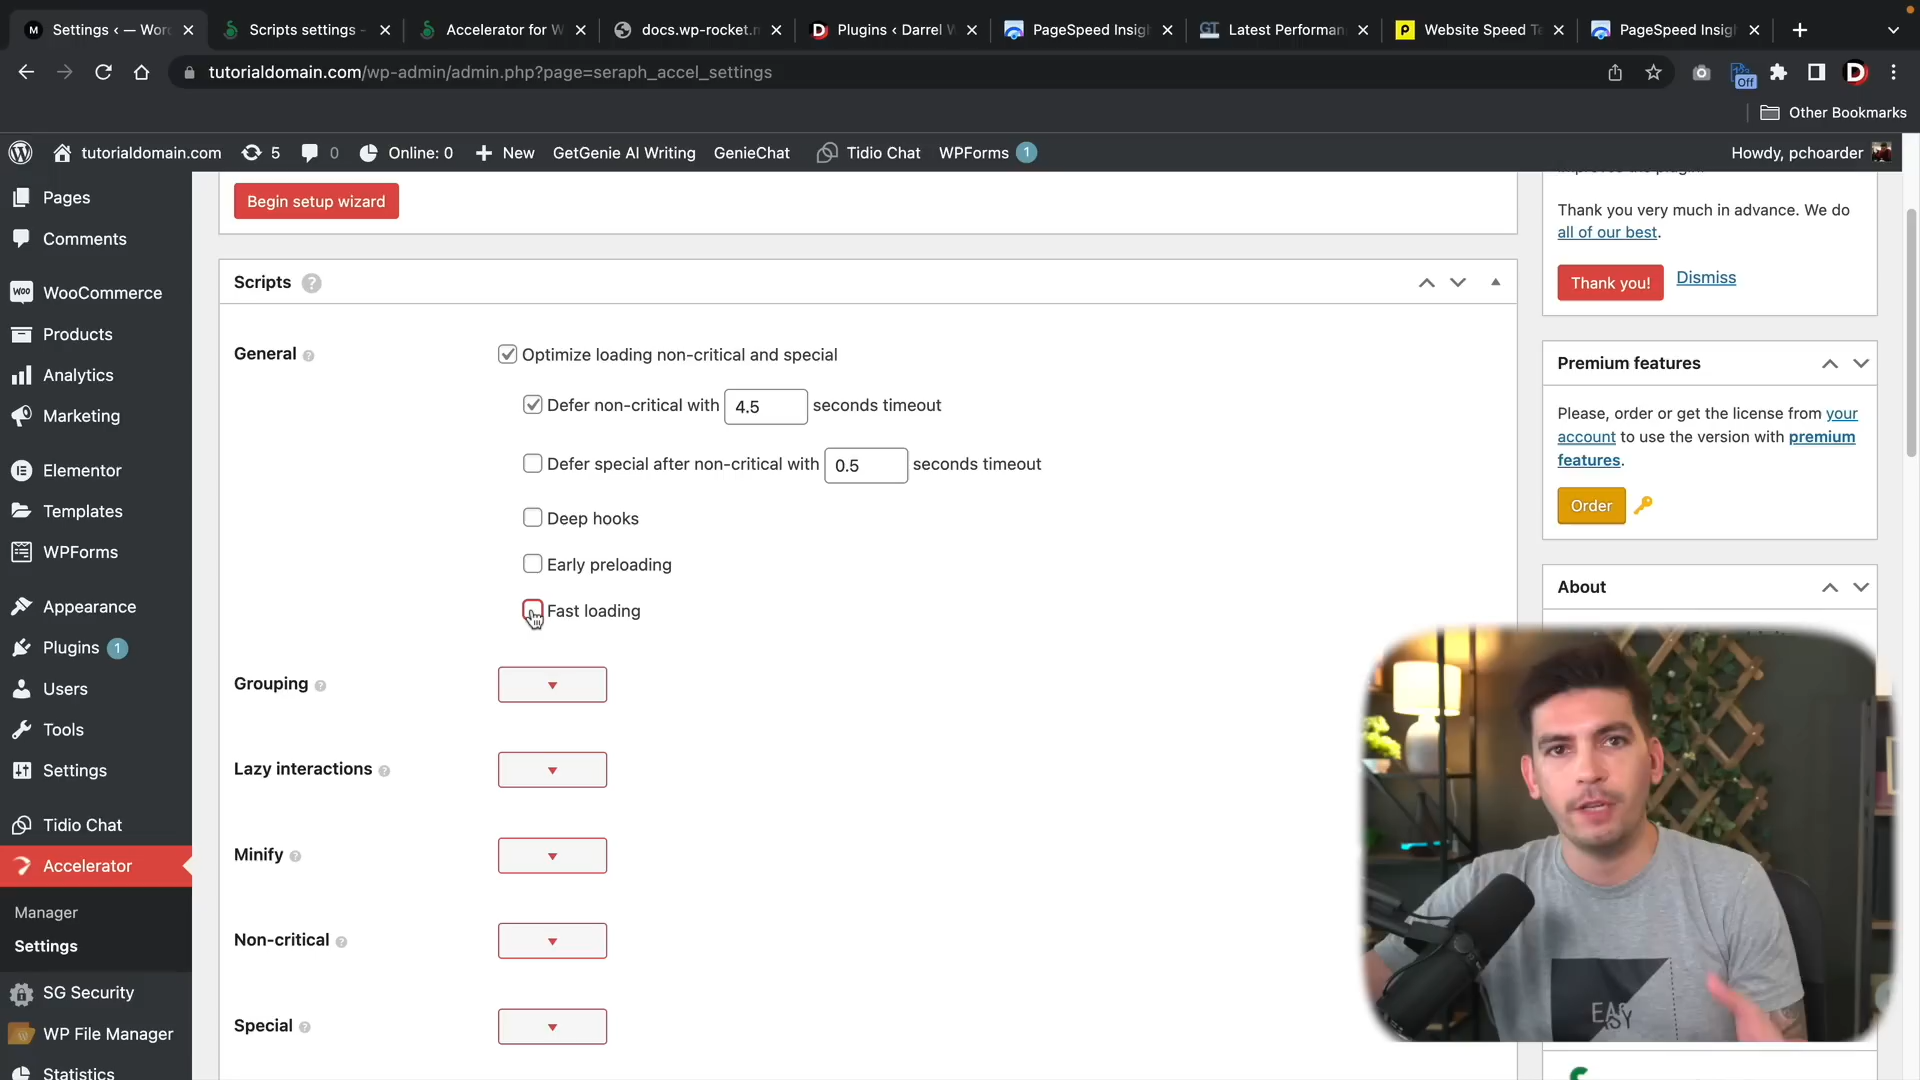 Settings ‹ — Wor
Scripts settings -
Accelerator for W
docs.wp-rocket.m
Plugins ‹ Darrel W
PageSpeed Insigh
Latest Performan
Website Speed Te
PageSpeed Insigh
tutorialdomain.com/wp-admin/admin.php?page=seraph_accel_settings
Off
Other Bookmarks
tutorialdomain.com 5 0 Online: 0 New GetGenie AI Writing GenieChat Tidio Chat WPForms 1 Howdy, pchoarder
Pages
Comments
WooCommerce
Products
Analytics
Marketing
Elementor
Templates
WPForms
Appearance
Plugins 1
Users
Tools
Settings
Tidio Chat
Accelerator
Manager
Settings
SG Security
WP File Manager
Statistics
Begin setup wizard
Scripts ?
General
Optimize loading non-critical and special
Defer non-critical with 4.5 seconds timeout
Defer special after non-critical with 0.5 seconds timeout
Deep hooks
Early preloading
Fast loading
Grouping
Lazy interactions
Minify
Non-critical
Special
improves the plugin.
Thank you very much in advance. We do
all of our best.
Thank you! Dismiss
Premium features
Please, order or get the license from your
account to use the version with premium
features.
Order
About
EASY